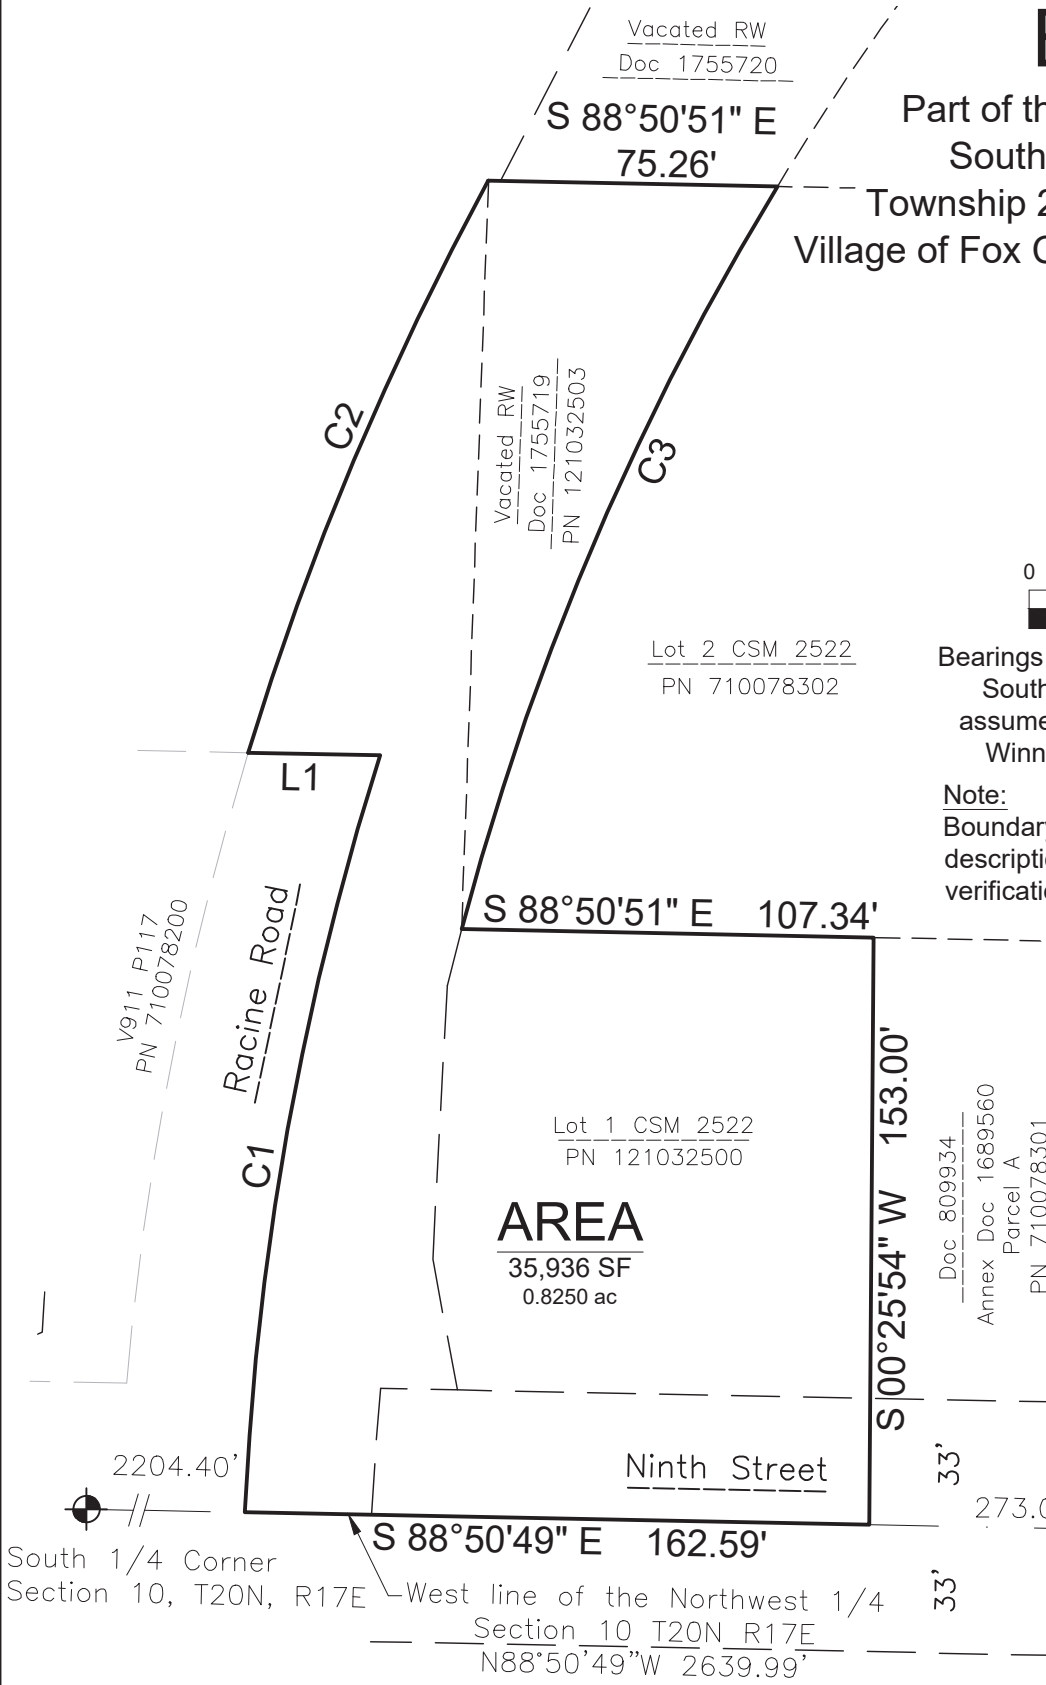 Vacated RW
Doc 1755720
S 88°50'51" E
75.26'
Part of th
South
Township 2
Village of Fox C
C2
C3
Vacated RW
Doc 1755719
PN 121032503
Lot 2 CSM 2522
PN 710078302
0
Bearings
South
assume
Winn
Note:
Boundary
descripti
verificati
L1
V911 P117
PN 710078200
Racine Road
C1
S 88°50'51" E 107.34'
S 00°25'54" W 153.00'
Lot 1 CSM 2522
PN 121032500
AREA
35,936 SF
0.8250 ac
Doc 809934
Annex Doc 1689560
Parcel A
PN 710078301
Ninth Street
33'
33'
2204.40'
273.0
S 88°50'49" E 162.59'
South 1/4 Corner
Section 10, T20N, R17E
West line of the Northwest 1/4
Section 10 T20N R17E
N88°50'49"W 2639.99'